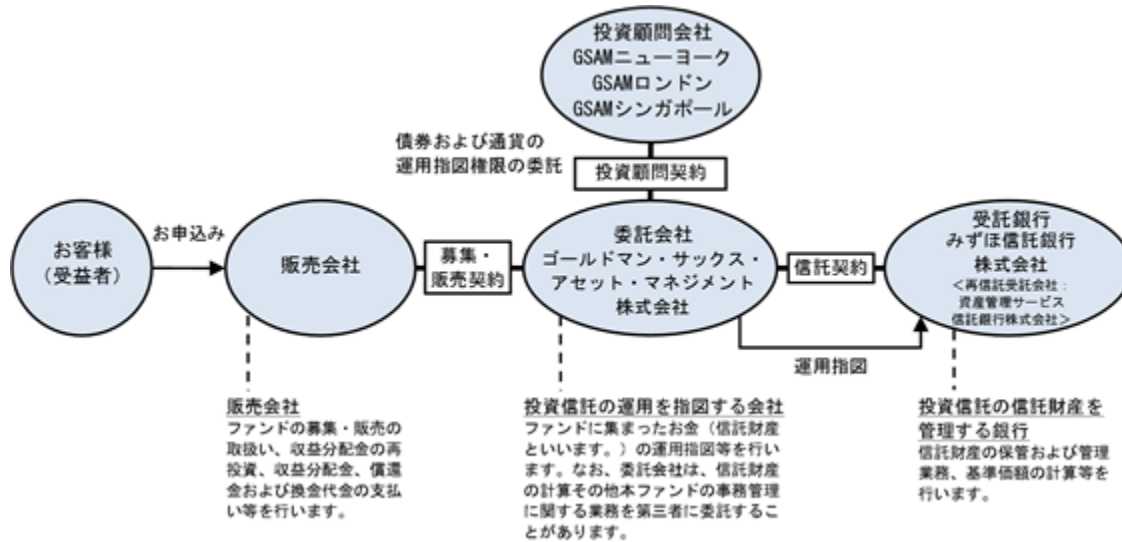 投資顧問会社
GSAMニューヨーク
GSAMロンドン
GSAMシンガポール
債券および通貨の
運用指図権限の委託
投資顧問契約
お客様
（受益者）
お申込み
販売会社
募集・
販売契約
委託会社
ゴールドマン・サックス・
アセット・マネジメント
株式会社
信託契約
受託銀行
みずほ信託銀行
株式会社
＜再信託受託会社：
資産管理サービス
信託銀行株式会社＞
運用指図
販売会社
ファンドの募集・販売の
取扱い、収益分配金の再
投資、収益分配金、償還
金および換金代金の支払
い等を行います。
投資信託の運用を指図する会社
ファンドに集まったお金（信託財産
といいます。）の運用指図等を行い
ます。なお、委託会社は、信託財産
の計算その他本ファンドの事務管理
に関する業務を第三者に委託するこ
とがあります。
投資信託の信託財産を
管理する銀行
信託財産の保管および管理
業務、基準価額の計算等を
行います。